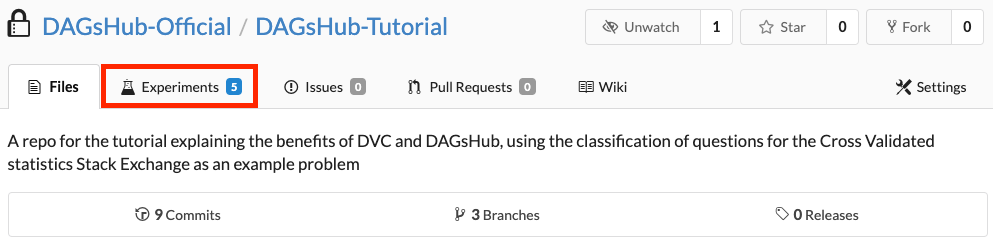 DAGsHub-Official / DAGsHub-Tutorial
Unwatch 1 Star 0 Fork 0
Files Experiments 5 Issues 0 Pull Requests 0 Wiki Settings
A repo for the tutorial explaining the benefits of DVC and DAGsHub, using the classification of questions for the Cross Validated
statistics Stack Exchange as an example problem
9 Commits 3 Branches 0 Releases